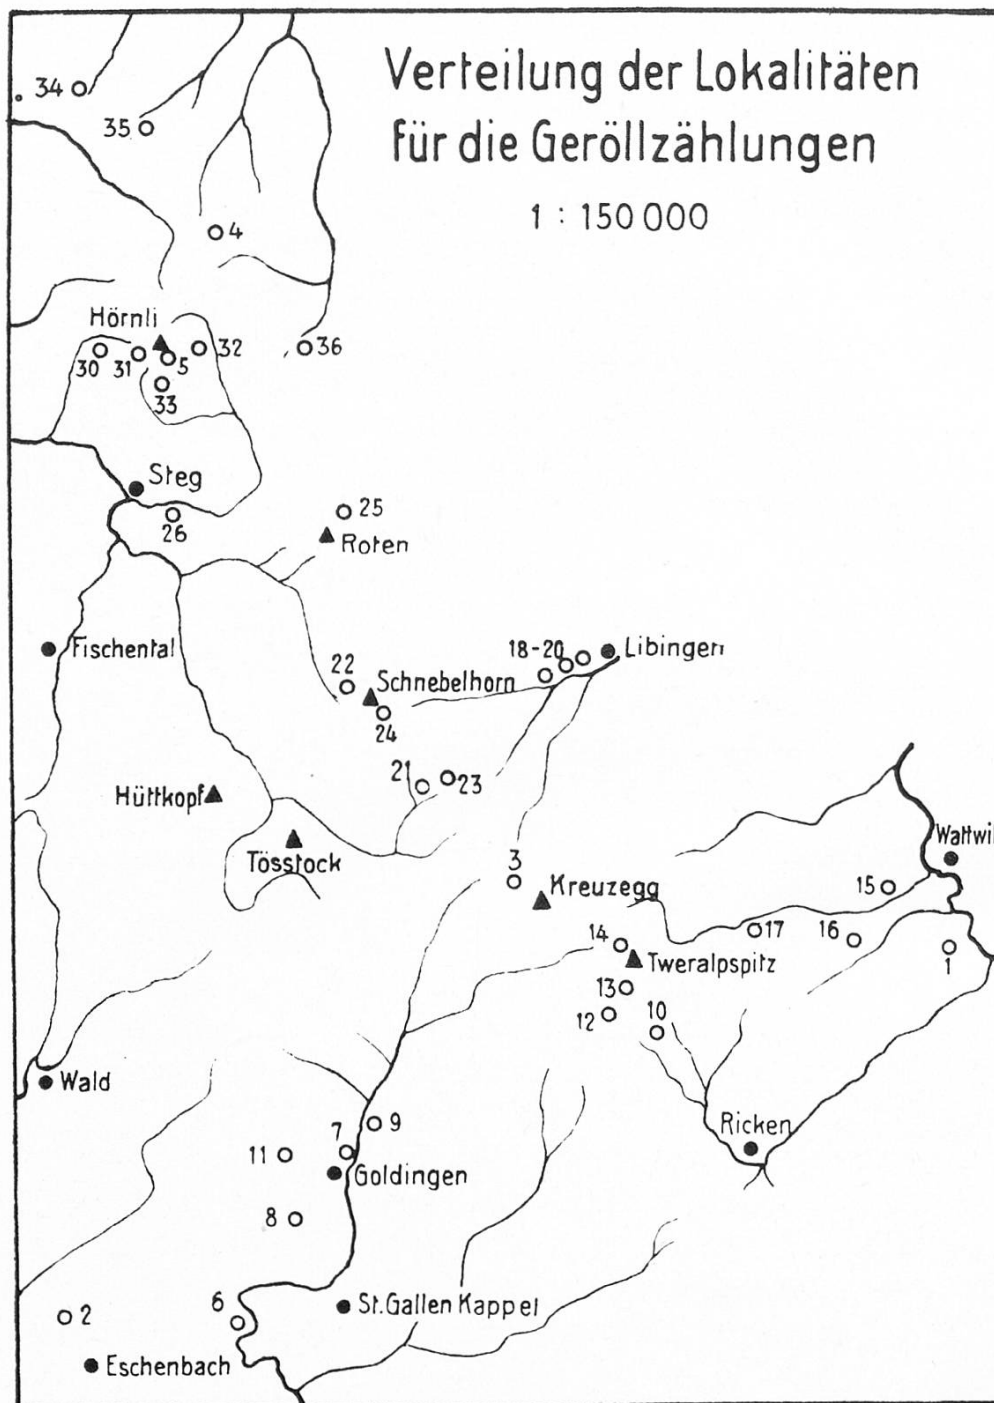 Verteilung der Lokalitäten
für die Geröllzählungen
1 : 150 000
34
35
4
Hörnli
32
36
30
31
5
33
Steg
26
25
Roten
Fischental
18-20
Libingen
22
Schnebelhorn
24
21
23
Hüttkopf
Tösstock
Wattwil
3
Kreuzegg
15
14
17
16
1
Tweralpspitz
13
12
10
Wald
Ricken
9
7
11
Goldingen
8
St. Gallen Kappel
2
6
Eschenbach